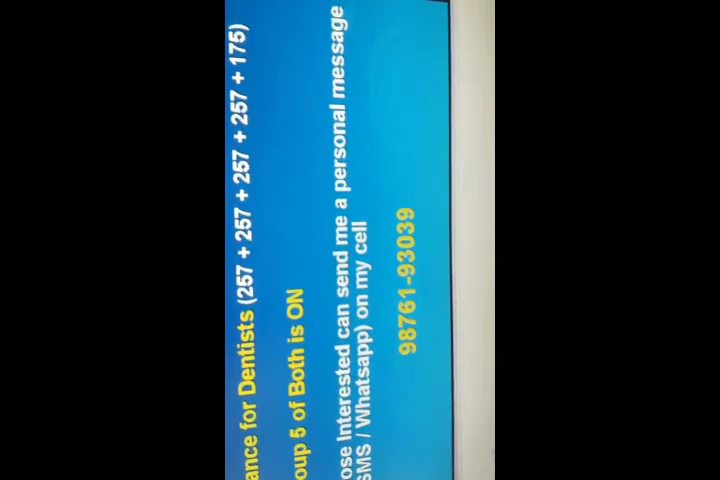 ance for Dentists (257 + 257 + 257 + 257 + 175)
oup 5 of Both is ON
ose Interested can send me a personal message
SMS / Whatsapp) on my cell
98761-93039